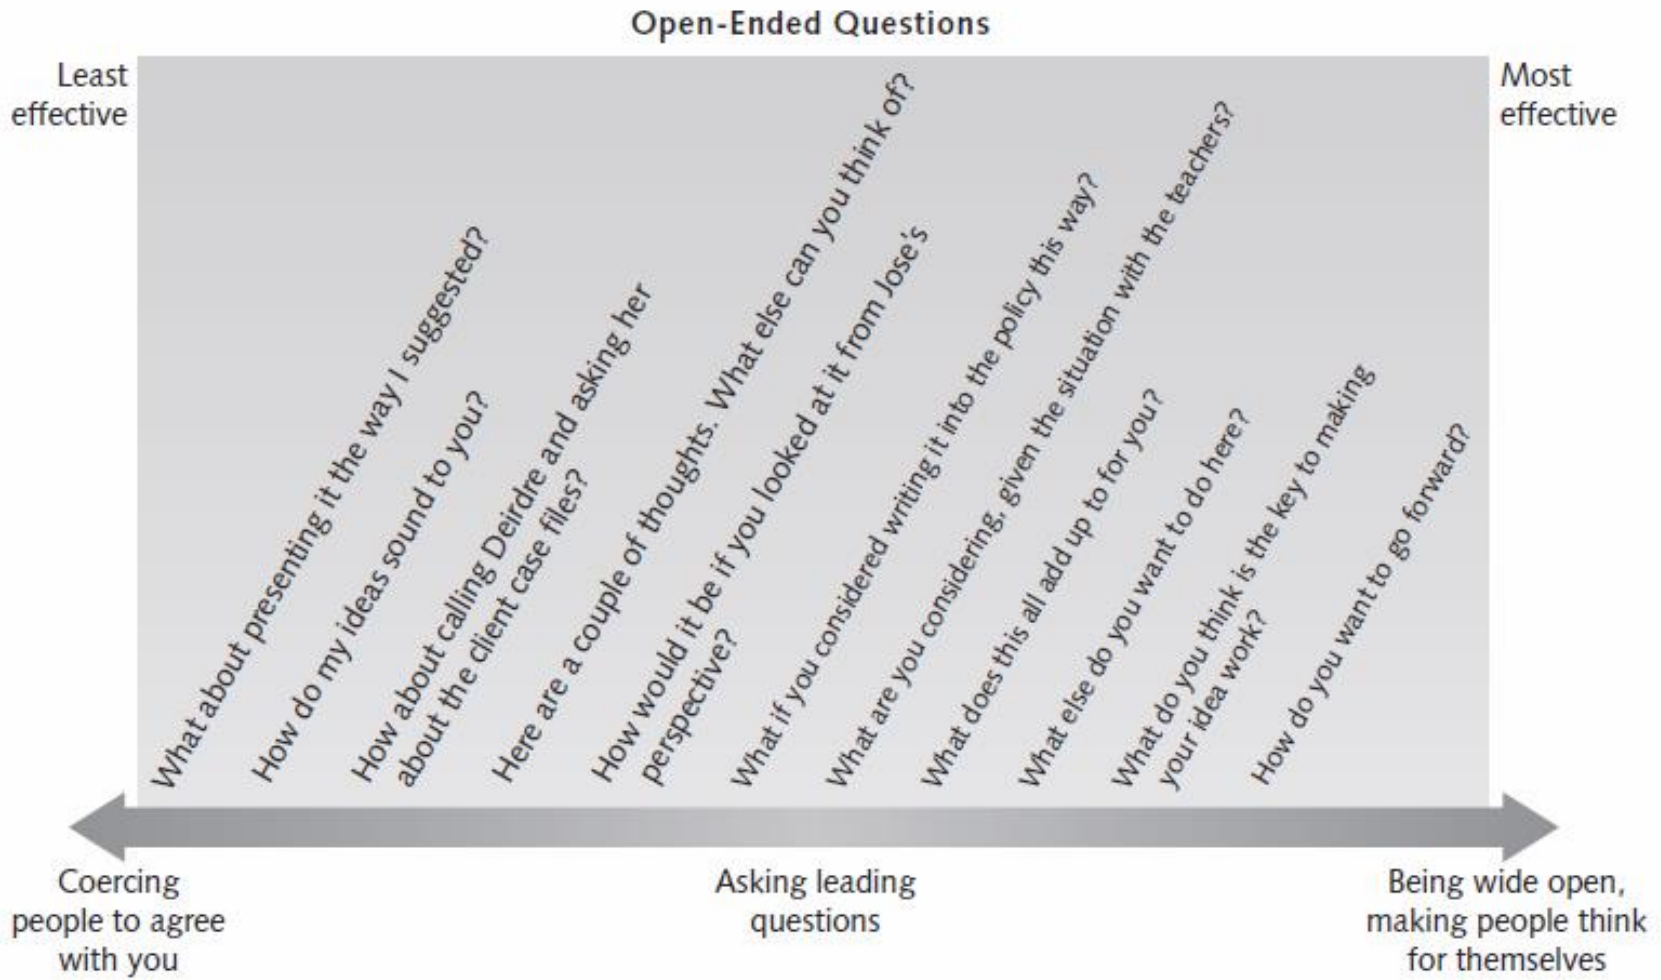 Open-Ended Questions
Least
effective
Most
effective
What about presenting it the way I suggested?
How do my ideas sound to you?
How about calling Deirdre and asking her
about the client case files?
Here are a couple of thoughts. What else can you think of?
How would it be if you looked at it from Jose's
perspective?
What if you considered writing it into the policy this way?
What are you considering, given the situation with the teachers?
What does this all add up to for you?
What else do you want to do here?
What do you think is the key to making
your idea work?
How do you want to go forward?
Coercing
people to agree
with you
Asking leading
questions
Being wide open,
making people think
for themselves